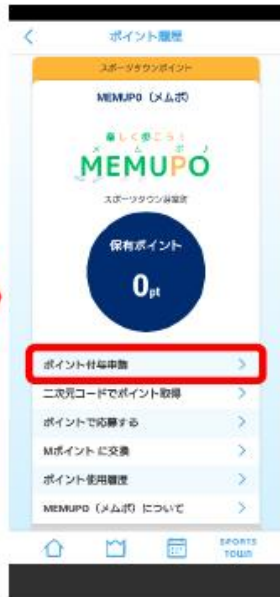 ポイント履歴
スポーツタウンポイント
MEMUPO（メムポ）
楽しく歩こう！
メムポ
MEMUPO
スポーツタウン芽室町
保有ポイント
0pt
ポイント付与申請
二次元コードでポイント取得
ポイントで応募する
Mポイントに交換
ポイント使用履歴
MEMUPO（メムポ）について
SPORTS
TOWN